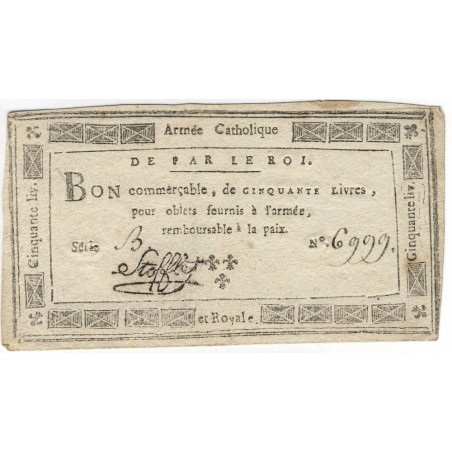 Armée Catholique
DE PAR LE ROI.
BON commerçable, de CINQUANTE Livres,
pour objets fournis à l'armée,
remboursable à la paix.
Série B N.o 6999.
Stofflet
et Royale.
Cinquante liv.
Cinquante liv.